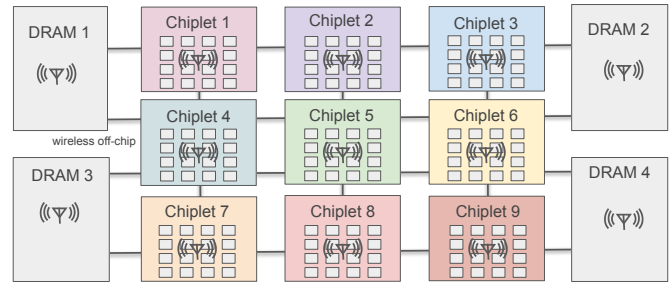 DRAM 1
Chiplet 1
Chiplet 2
Chiplet 3
DRAM 2
Chiplet 4
Chiplet 5
Chiplet 6
wireless off-chip
DRAM 3
DRAM 4
Chiplet 7
Chiplet 8
Chiplet 9